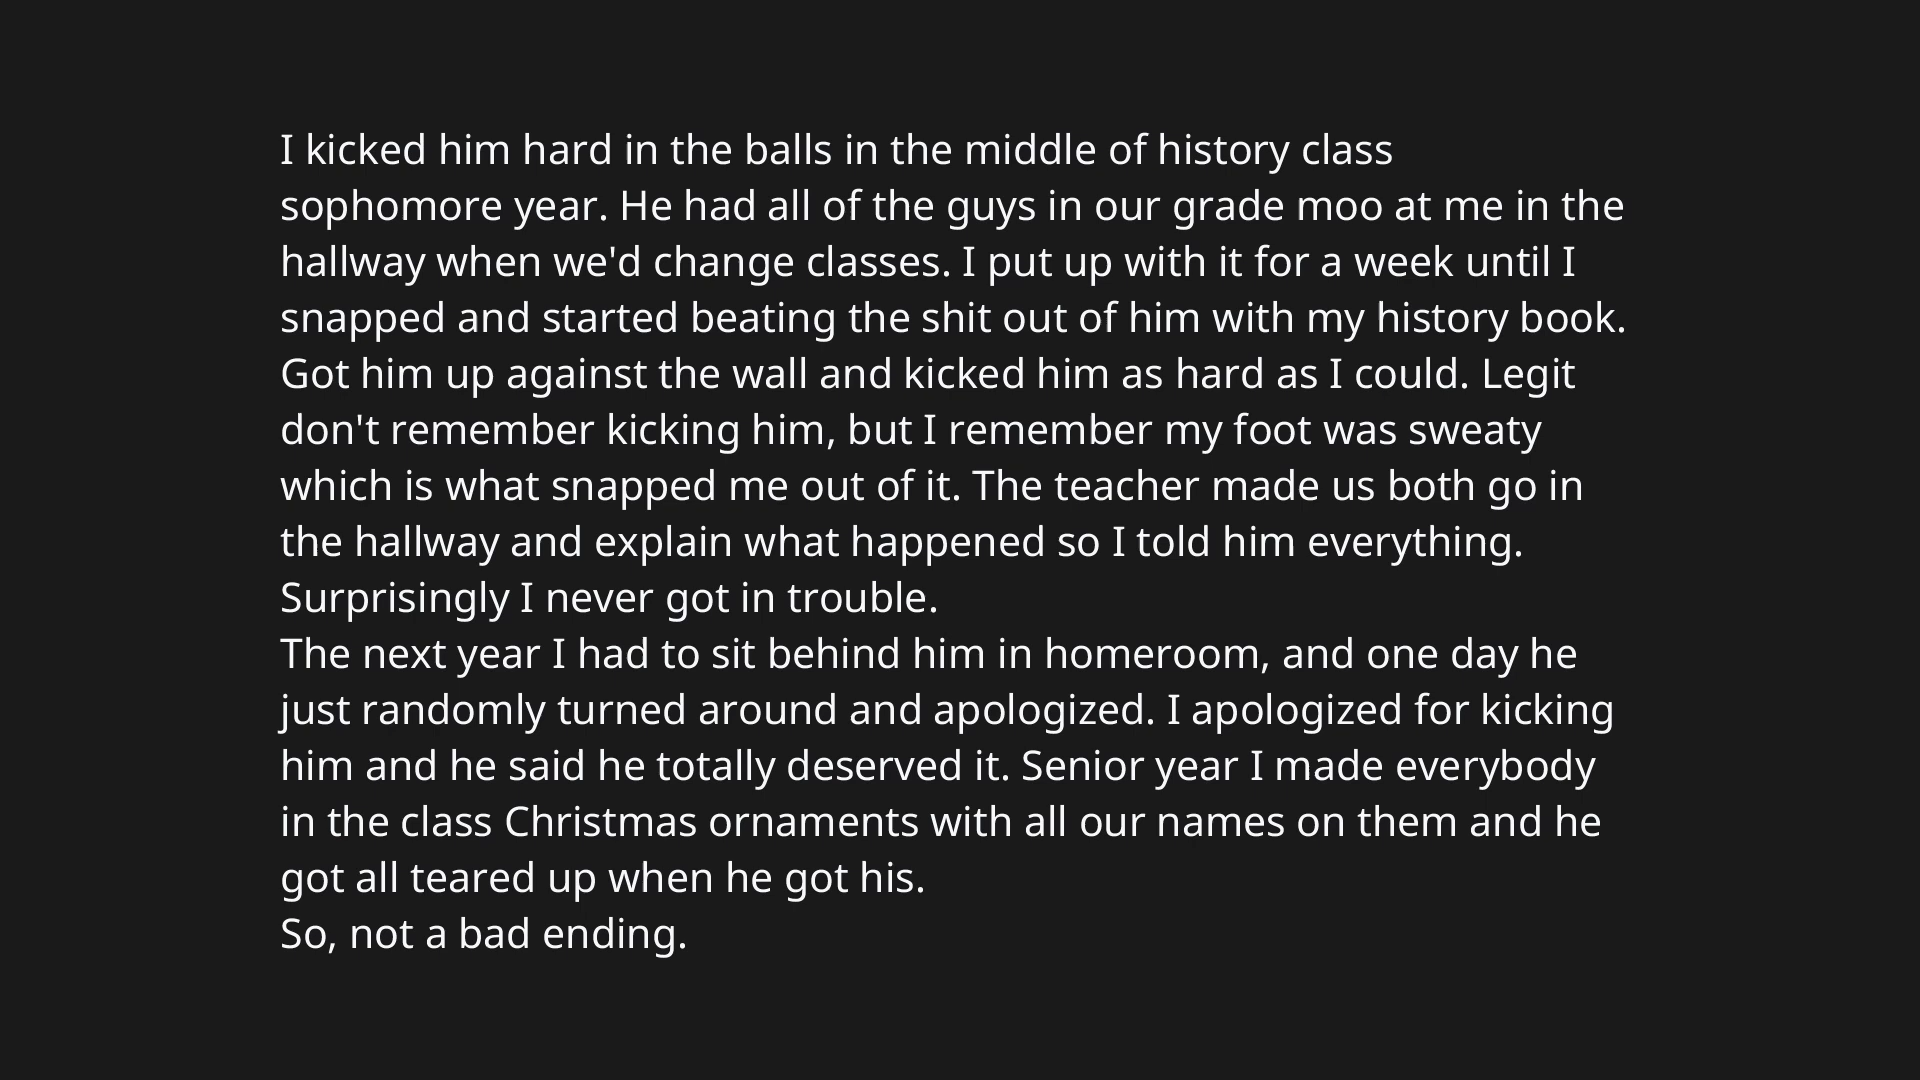 I kicked him hard in the balls in the middle of history class
sophomore year. He had all of the guys in our grade moo at me in the
hallway when we'd change classes. I put up with it for a week until I
snapped and started beating the shit out of him with my history book.
Got him up against the wall and kicked him as hard as I could. Legit
don't remember kicking him, but I remember my foot was sweaty
which is what snapped me out of it. The teacher made us both go in
the hallway and explain what happened so I told him everything.
Surprisingly I never got in trouble.
The next year I had to sit behind him in homeroom, and one day he
just randomly turned around and apologized. I apologized for kicking
him and he said he totally deserved it. Senior year I made everybody
in the class Christmas ornaments with all our names on them and he
got all teared up when he got his.
So, not a bad ending.